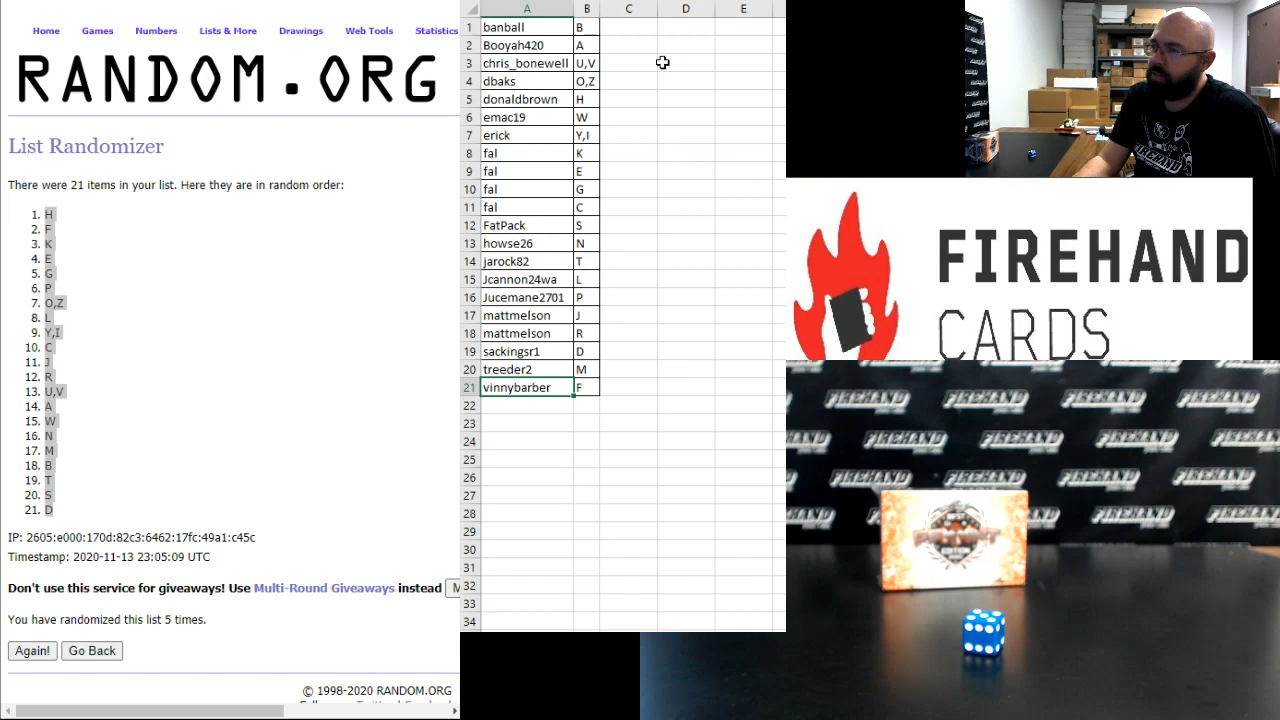 Home Games Numbers Lists & More Drawings Web Tools Statistics
RANDOM.ORG
List Randomizer
There were 21 items in your list. Here they are in random order:
1. H
2. F
3. K
4. E
5. G
6. P
7. O,Z
8. L
9. Y,I
10. C
11. J
12. R
13. U,V
14. A
15. W
16. N
17. M
18. B
19. T
20. S
21. D
IP: 2605:e000:170d:82c3:6462:17fc:49a1:c45c
Timestamp: 2020-11-13 23:05:09 UTC
Don't use this service for giveaways! Use Multi-Round Giveaways instead
You have randomized this list 5 times.
Again! Go Back
© 1998-2020 RANDOM.ORG
A B C D E
1 banball B
2 Booyah420 A
3 chris_bonewell U,V
4 dbaks O,Z
5 donaldbrown H
6 emac19 W
7 erick Y,I
8 fal K
9 fal E
10 fal G
11 fal C
12 FatPack S
13 howse26 N
14 jarock82 T
15 Jcannon24wa L
16 Jucemane2701 P
17 mattmelson J
18 mattmelson R
19 sackingsr1 D
20 treeder2 M
21 vinnybarber F
22
23
24
25
26
27
28
29
30
31
32
33
34
FIREHAND
CARDS
FIREHAND
FIREHAND
FIREHAND
FIREHAND